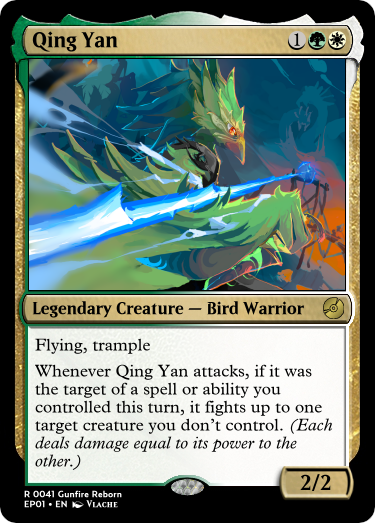 Qing Yan 1
Legendary Creature — Bird Warrior
Flying, trample
Whenever Qing Yan attacks, if it was
the target of a spell or ability you
controlled this turn, it fights up to one
target creature you don't control. (Each
deals damage equal to its power to the
other.)
2/2
R 0041 Gunfire Reborn
EP01 • EN Vlache